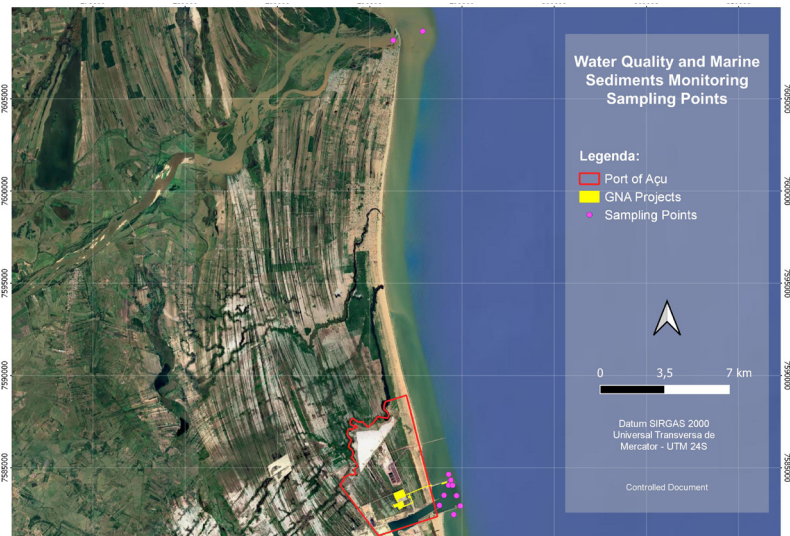 Water Quality and Marine
Sediments Monitoring
Sampling Points
Legenda:
Port of Açu
GNA Projects
Sampling Points
0 3,5 7 km
Datum SIRGAS 2000
Universal Transversa de
Mercator - UTM 24S
Controlled Document
7605000
7605000
7600000
7600000
7595000
7595000
7590000
7590000
7585000
7585000